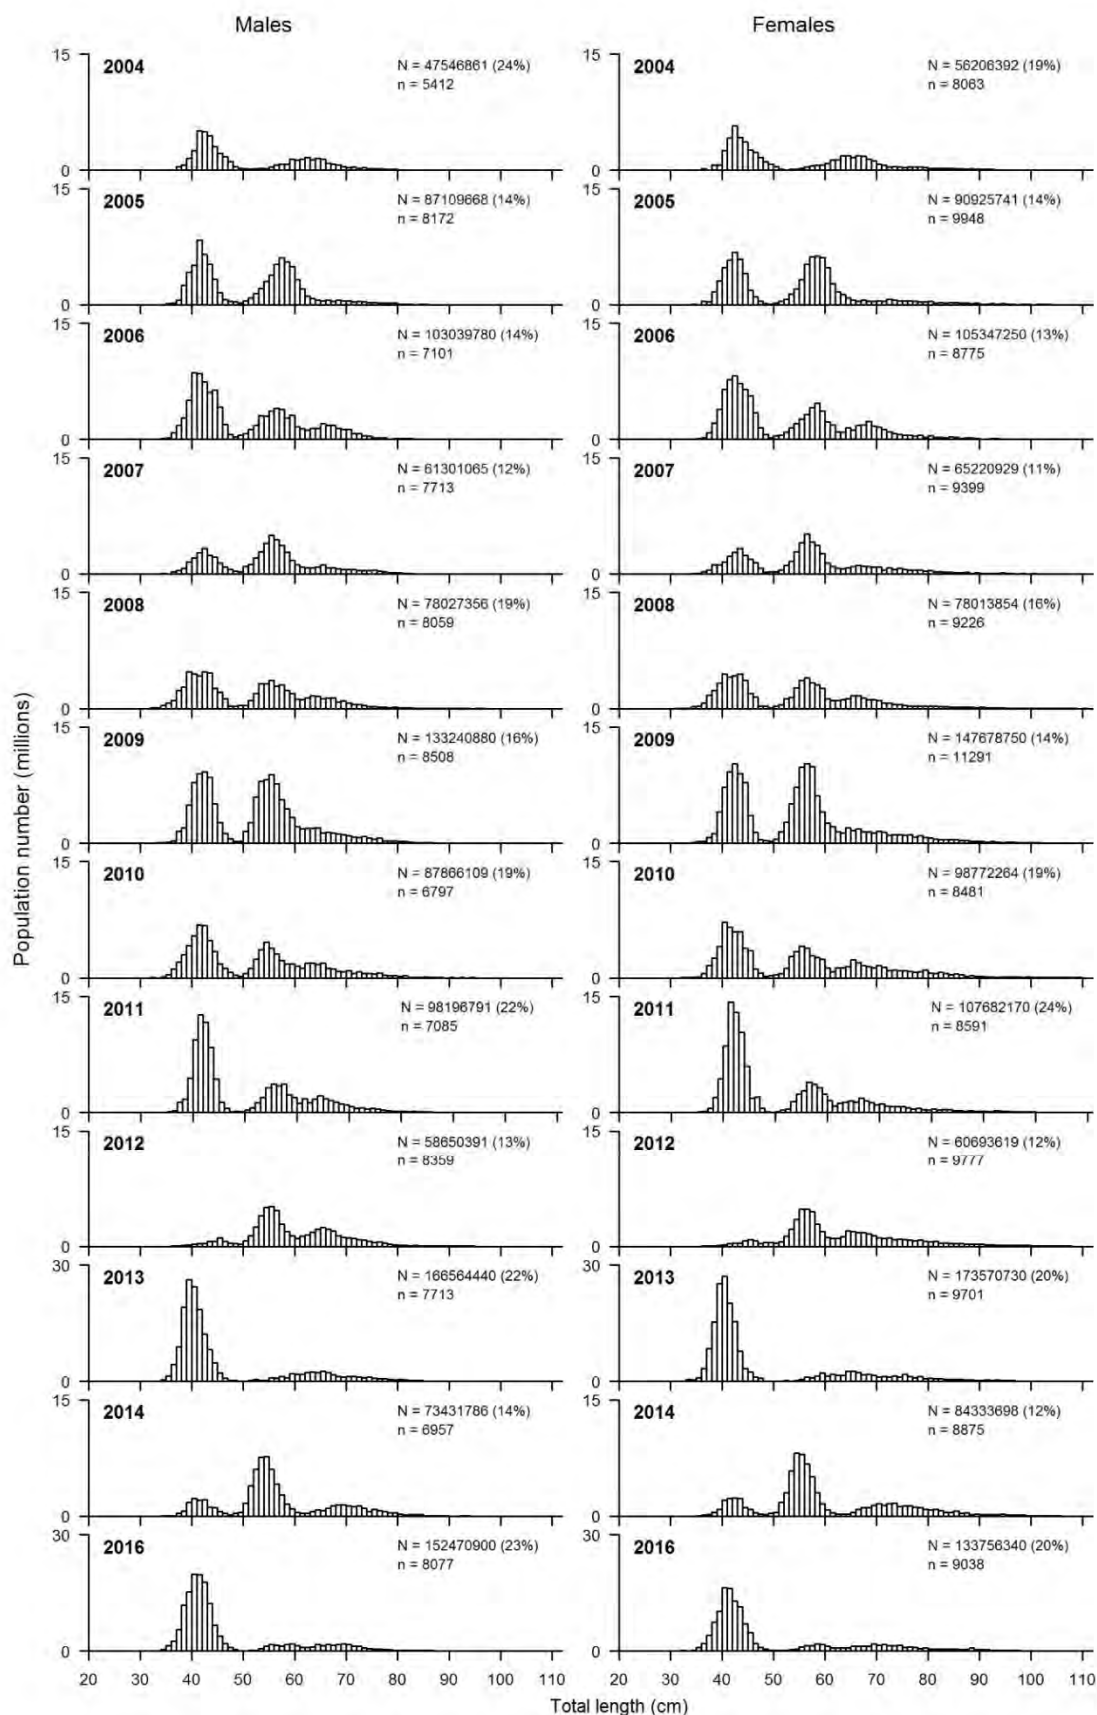 Males Females
15 2004 N = 47546861 (24%) 15 2004 N = 56206392 (19%)
n = 5412 n = 8063
0 0
15 2005 N = 87109668 (14%) 15 2005 N = 90925741 (14%)
n = 8172 n = 9948
0 0
15 2006 N = 103039780 (14%) 15 2006 N = 105347250 (13%)
n = 7101 n = 8775
0 0
15 2007 N = 61301065 (12%) 15 2007 N = 65220929 (11%)
n = 7713 n = 9399
0 0
15 2008 N = 78027356 (19%) 15 2008 N = 78013854 (16%)
n = 8059 n = 9226
0 0
15 2009 N = 133240880 (16%) 15 2009 N = 147678750 (14%)
n = 8508 n = 11291
0 0
15 2010 N = 87866109 (19%) 15 2010 N = 98772264 (19%)
n = 6797 n = 8481
0 0
15 2011 N = 98196791 (22%) 15 2011 N = 107682170 (24%)
n = 7085 n = 8591
0 0
15 2012 N = 58650391 (13%) 15 2012 N = 60693619 (12%)
n = 8359 n = 9777
0 0
30 2013 N = 166564440 (22%) 30 2013 N = 173570730 (20%)
n = 7713 n = 9701
0 0
15 2014 N = 73431786 (14%) 15 2014 N = 84333698 (12%)
n = 6957 n = 8875
0 0
30 2016 N = 152470900 (23%) 30 2016 N = 133756340 (20%)
n = 8077 n = 9038
0 0
20 30 40 50 60 70 80 90 100 110 20 30 40 50 60 70 80 90 100 110
Total length (cm)
Population number (millions)